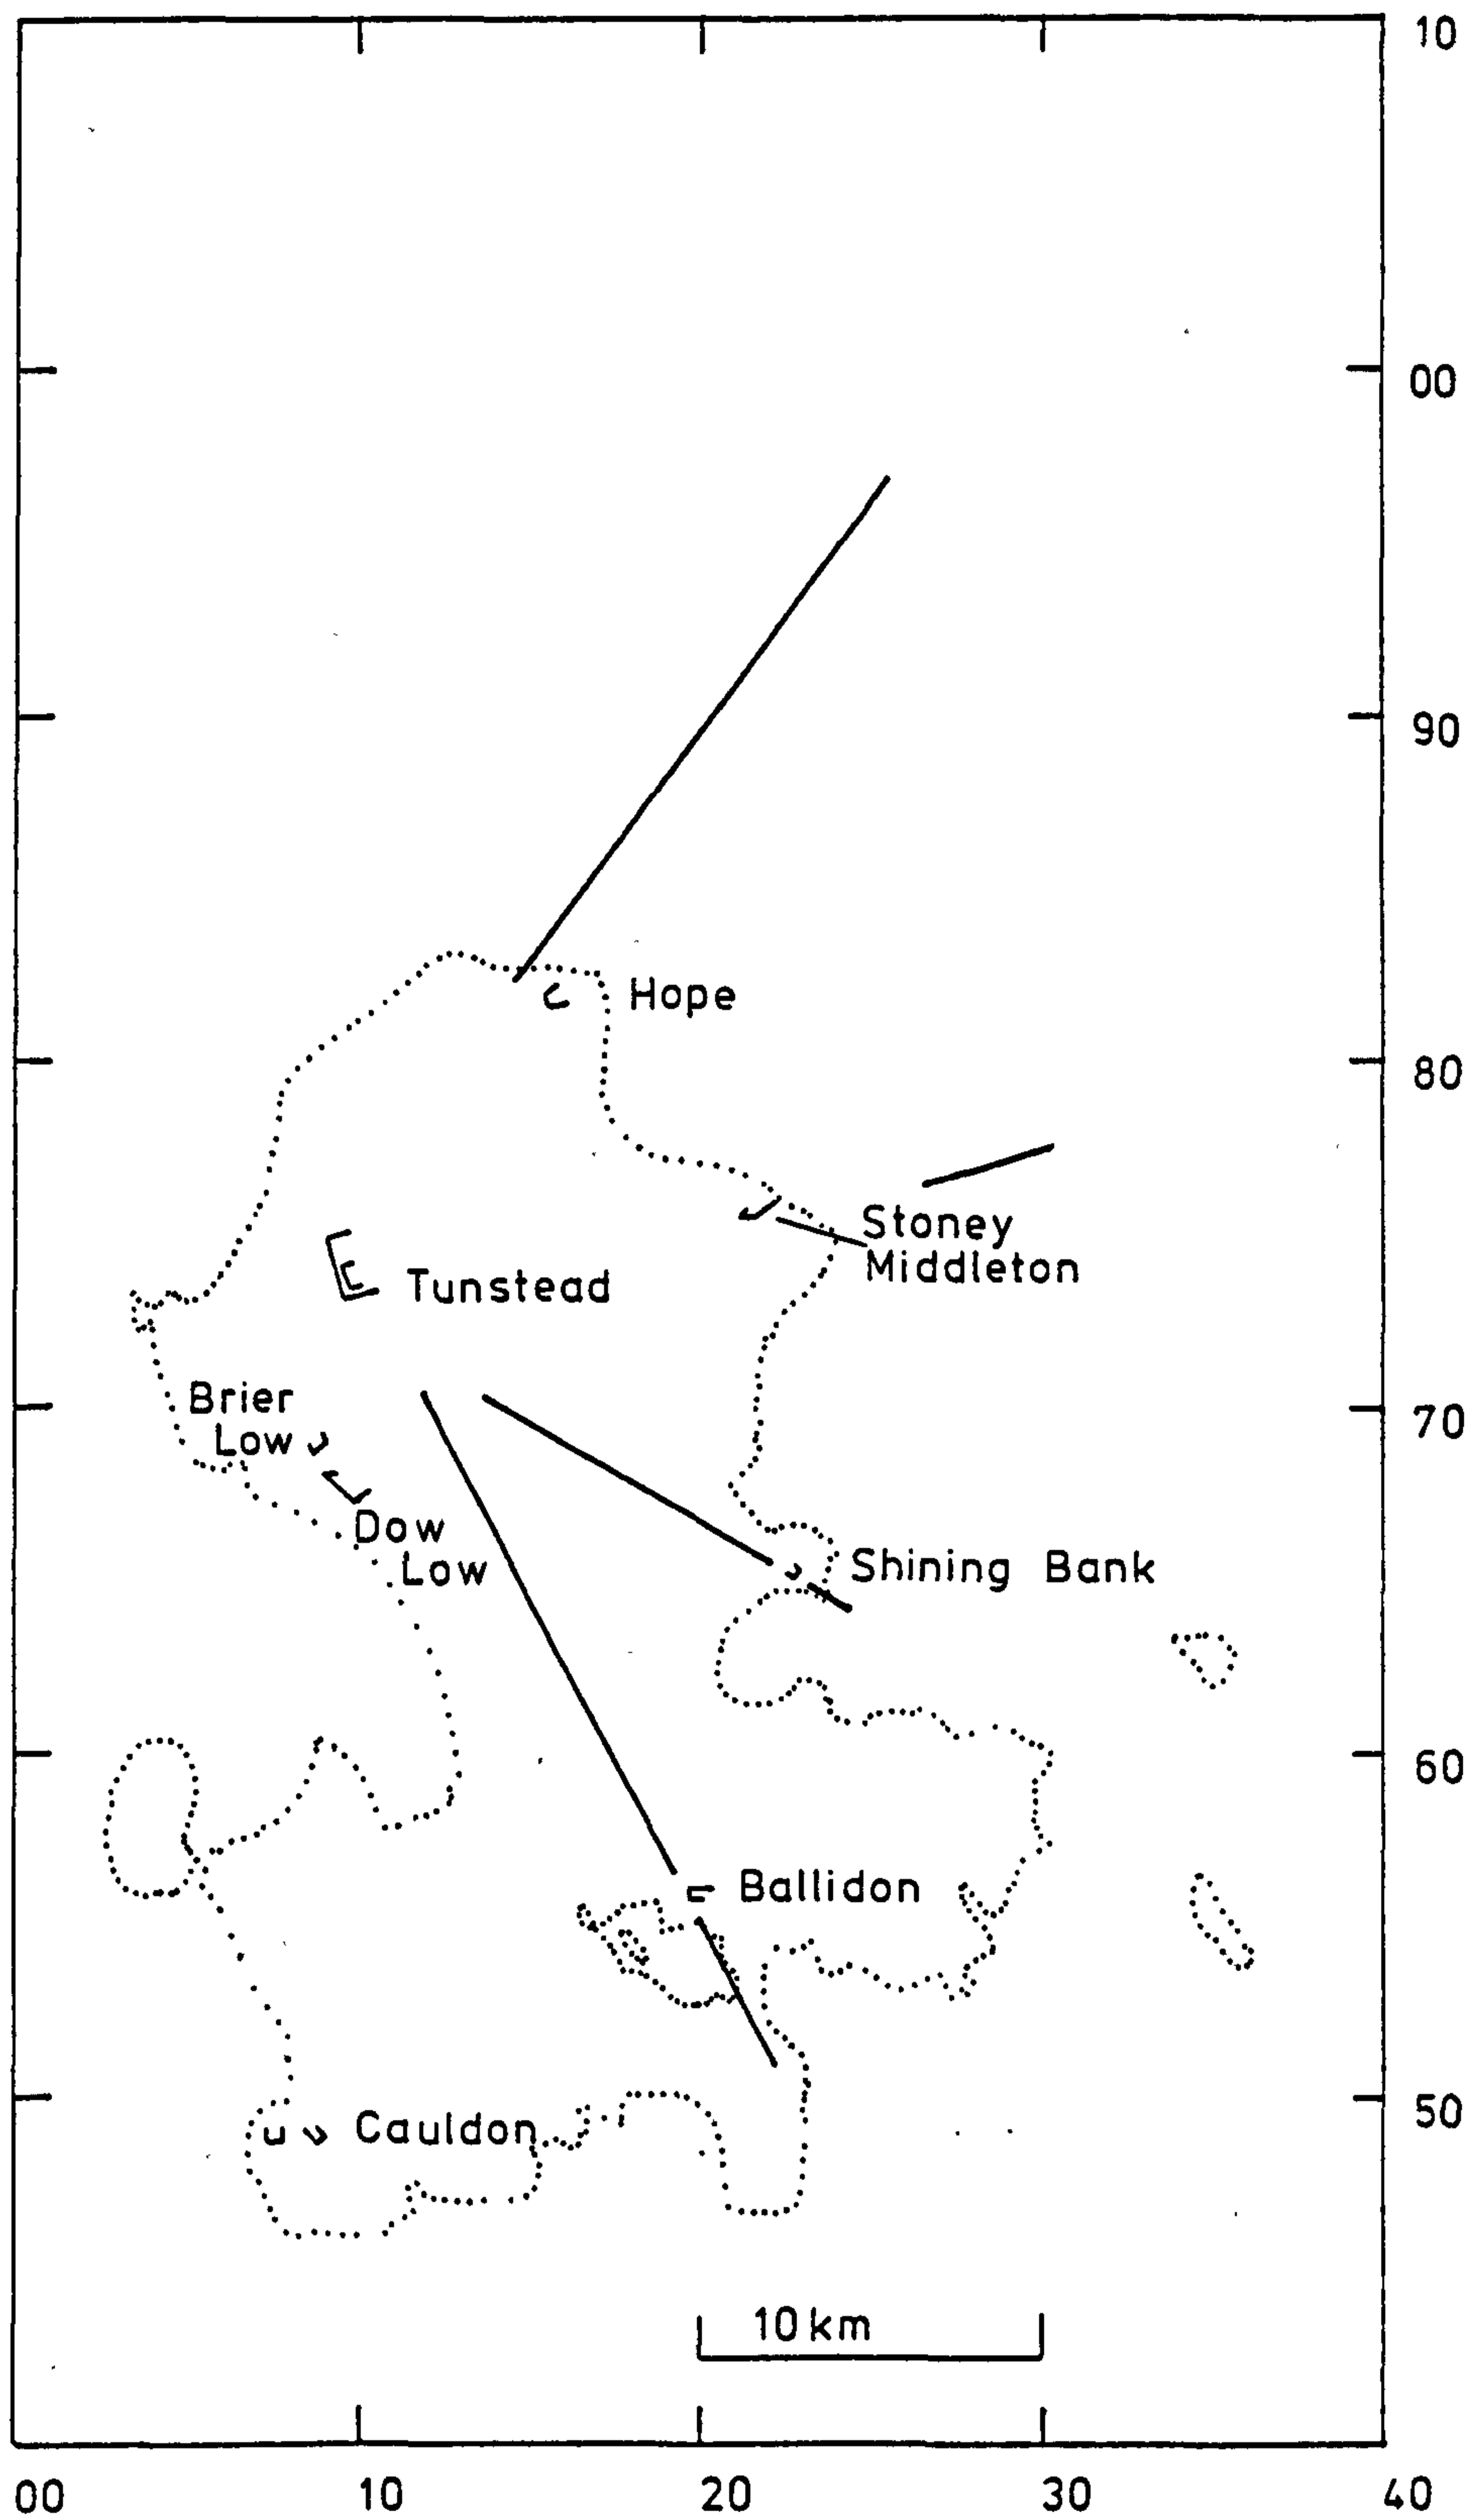 10
00
90
Hope
80
Stoney
Middleton
Tunstead
Brier
Low
70
Dow
Low
Shining Bank
60
Ballidon
50
Cauldon
10 km
00 10 20 30 40